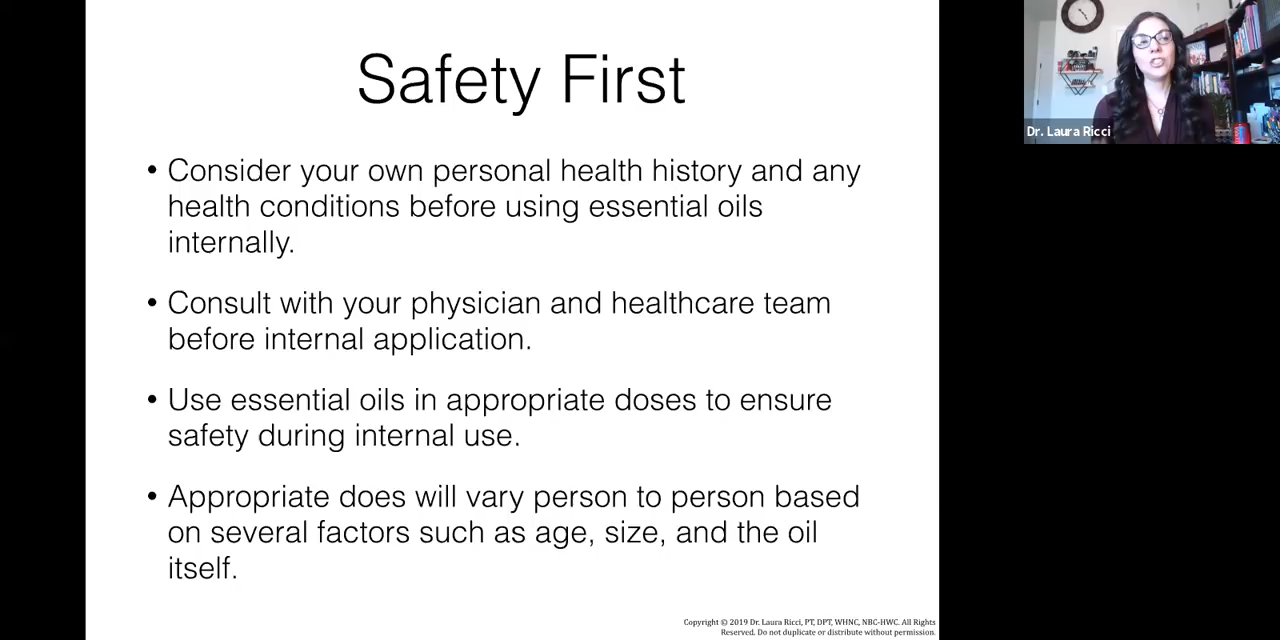 Safety First
• Consider your own personal health history and any
health conditions before using essential oils
internally.
• Consult with your physician and healthcare team
before internal application.
• Use essential oils in appropriate doses to ensure
safety during internal use.
• Appropriate does will vary person to person based
on several factors such as age, size, and the oil
itself.
Copyright © 2019 Dr. Laura Ricci, PT, DPT, WHNC, NBC-HWC. All Rights
Reserved. Do not duplicate or distribute without permission.
Dr. Laura Ricci